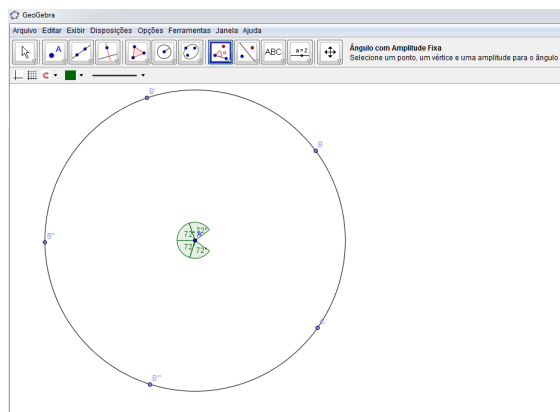 GeoGebra
Arquivo Editar Exibir Disposições Opções Ferramentas Janela Ajuda
A ABC a=2 Ângulo com Amplitude Fixa
Selecione um ponto, um vértice e uma amplitude para o ângulo
B'
B
72° 72°
A
B''
72° 72°
C
B'''